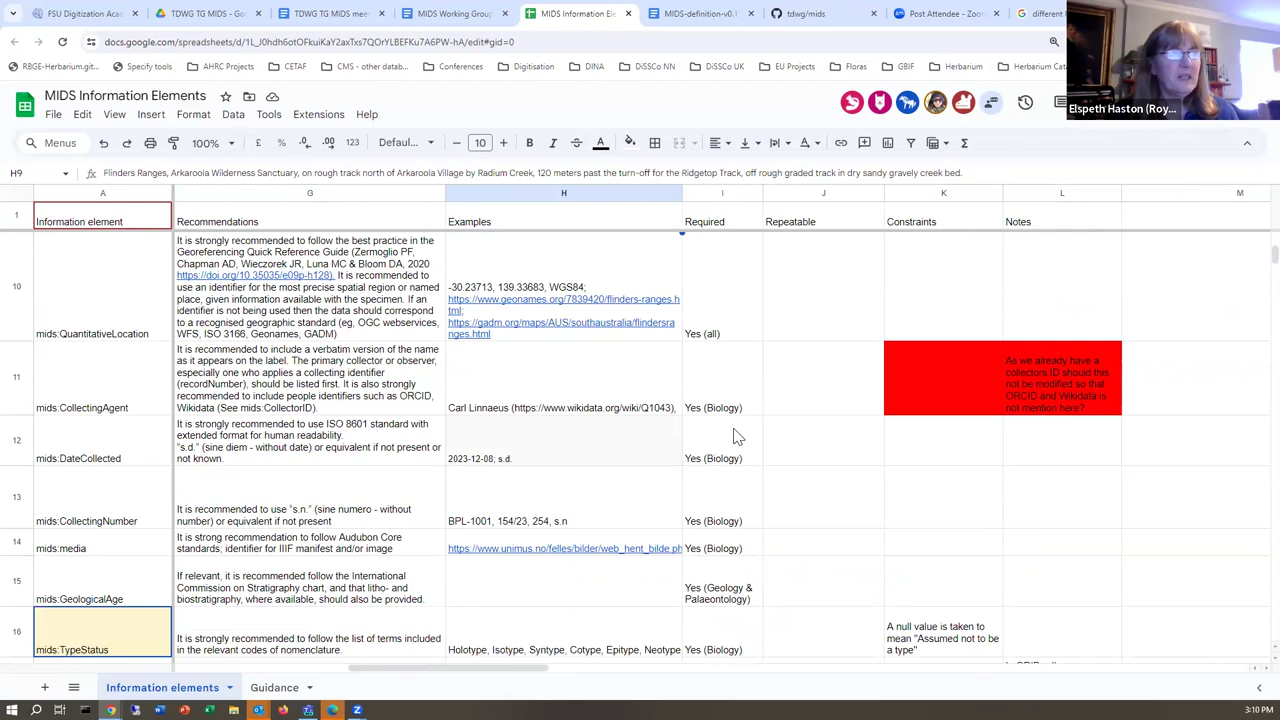 FSU Digitization Academ
TDWG TG MIDS - Goo
TDWG TG MIDS mee
MIDS Working Group
MIDS Information Ele
MIDS-definition-v0.1
tdwg/mids
Post Attendee - Zoom
different
docs.google.com/spreadsheets/d/1L_J0hdh6otOFkuiKaY2axTxs7QOrYLBEFKu7A6PW-hA/edit#gid=0
RBGE-Herbarium.git...
Specify tools
AHRC Projects
CETAF
CMS - other datab...
Conferences
Digitisation
DINA
DiSSCo NN
DiSSCo UK
EU Projects
Floras
GBIF
Herbarium
Herbarium Cata
MIDS Information Elements
File Edit View Insert Format Data Tools Extensions Help
Elspeth Haston (Roy...
Menus
100%
£
%
.0
.00
123
Defaul...
10
B
I
A
H9
Flinders Ranges, Arkaroola Wilderness Sanctuary, on rough track north of Arkaroola Village by Radium Creek, 120 meters past the turn-off for the Ridgetop Track, off rough graded track in dry sandy gravely creek bed.
A G H I J K L M
1
Information element
Recommendations
Examples
Required
Repeatable
Constraints
Notes
10
mids:QuantitativeLocation
It is strongly recommended to follow the best practice in the
Georeferencing Quick Reference Guide (Zermoglio PF,
Chapman AD, Wieczorek JR, Luna MC & Bloom DA, 2020
https://doi.org/10.35035/e09p-h128). It is recommended to
use an identifier for the most precise spatial region or named
place, given information available with the specimen. If an
identifier is not being used then the data should correspond
to a recognised geographic standard (eg, OGC webservices,
WFS, ISO 3166, Geonames, GADM)
-30.23713, 139.33683, WGS84;
https://www.geonames.org/7839420/flinders-ranges.h
tml;
https://gadm.org/maps/AUS/southaustralia/flindersra
nges.html
Yes (all)
11
mids:CollectingAgent
It is recommended to include a verbatim version of the name
as it appears on the label. The primary collector or observer,
especially one who applies a collecting identifier
(recordNumber), should be listed first. It is also strongly
recommended to include people identifiers such as ORCID,
Wikidata (See mids:CollectorID).
Carl Linnaeus (https://www.wikidata.org/wiki/Q1043),
Yes (Biology)
As we already have a
collectors ID should this
not be modified so that
ORCID and Wikidata is
not mention here?
12
mids:DateCollected
It is strongly recommended to use ISO 8601 standard with
extended format for human readability.
"s.d." (sine diem - without date) or equivalent if not present or
not known.
2023-12-08; s.d.
Yes (Biology)
13
mids:CollectingNumber
It is recommended to use "s.n." (sine numero - without
number) or equivalent if not present
BPL-1001, 154/23, 254, s.n
Yes (Biology)
14
mids:media
It is strong recommendation to follow Audubon Core
standards; identifier for IIIF manifest and/or image
https://www.unimus.no/felles/bilder/web_hent_bilde.ph
Yes (Biology)
15
mids:GeologicalAge
If relevant, it is recommended follow the International
Commission on Stratigraphy chart, and that litho- and
biostratigraphy, where available, should also be provided.
Yes (Geology &
Palaeontology)
16
mids:TypeStatus
It is strongly recommended to follow the list of terms included
in the relevant codes of nomenclature.
Holotype, Isotype, Syntype, Cotype, Epitype, Neotype
Yes (Biology)
A null value is taken to
mean "Assumed not to be
a type"
Information elements
Guidance
3:10 PM